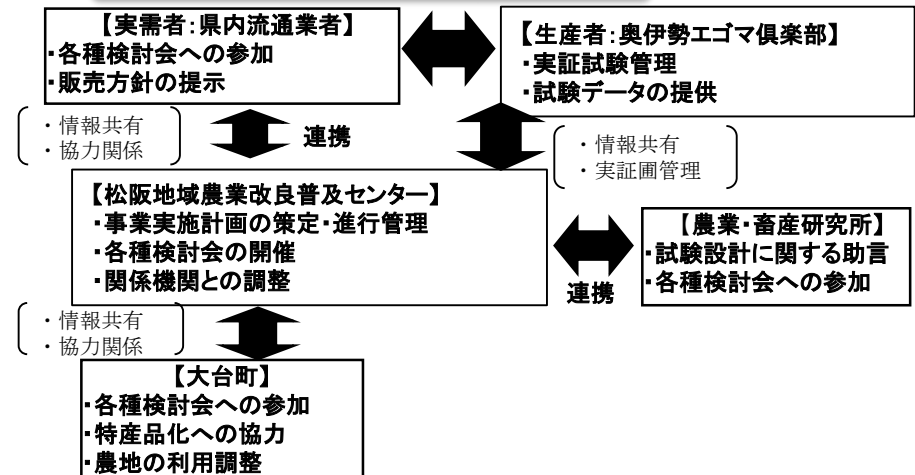 【実需者:県内流通業者】
・各種検討会への参加
・販売方針の提示
【生産者:奥伊勢エゴマ倶楽部】
・実証試験管理
・試験データの提供
・情報共有
・協力関係
連携
・情報共有
・実証圃管理
【松阪地域農業改良普及センター】
・事業実施計画の策定・進行管理
・各種検討会の開催
・関係機関との調整
連携
【農業・畜産研究所】
・試験設計に関する助言
・各種検討会への参加
・情報共有
・協力関係
【大台町】
・各種検討会への参加
・特産品化への協力
・農地の利用調整